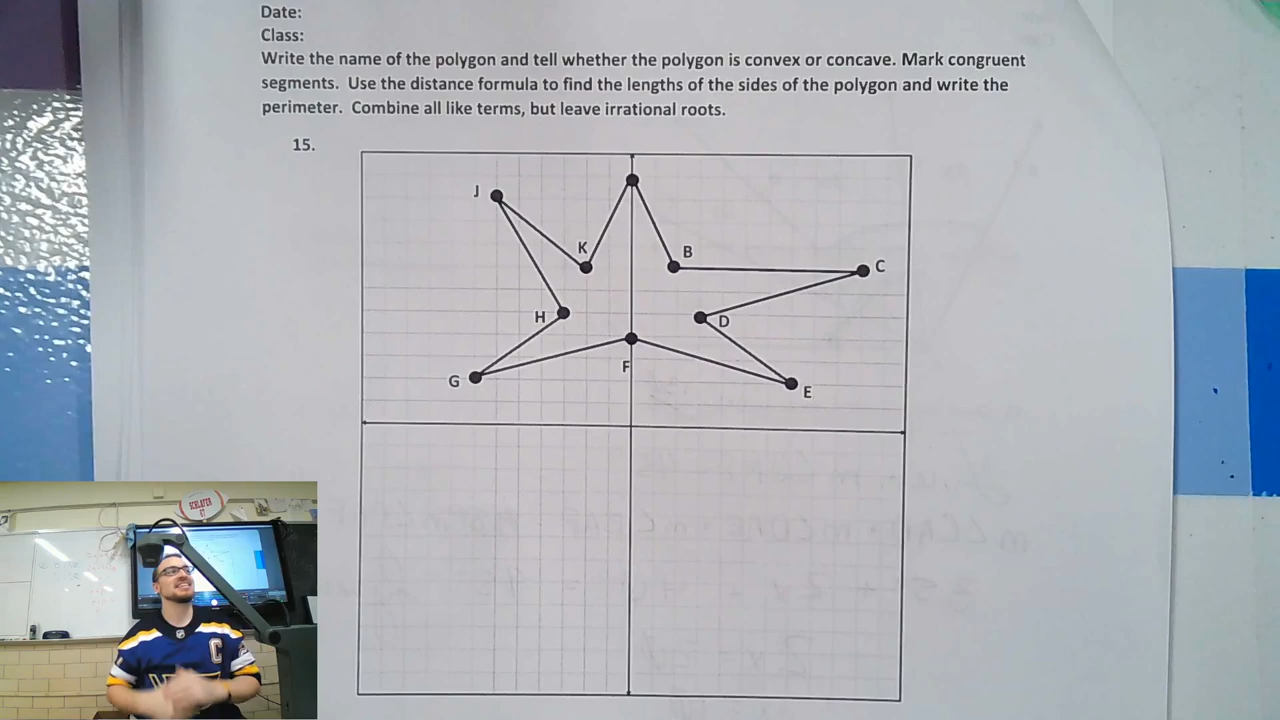 Date:
Class:
Write the name of the polygon and tell whether the polygon is convex or concave. Mark congruent
segments. Use the distance formula to find the lengths of the sides of the polygon and write the
perimeter. Combine all like terms, but leave irrational roots.
15.
J
K
B
C
H
D
F
G
E
SCHLAFER
C